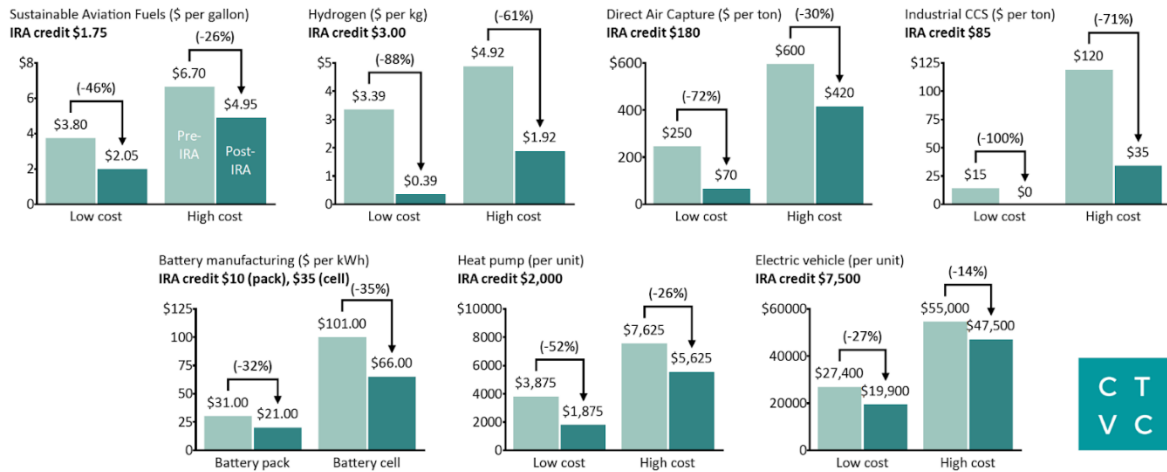 Sustainable Aviation Fuels ($ per gallon)
IRA credit $1.75
$8
6
4
2
0
(-46%)
$3.80
$2.05
(-26%)
$6.70
$4.95
Pre-
IRA
Post-
IRA
Low cost
High cost
Hydrogen ($ per kg)
IRA credit $3.00
$5
4
3
2
1
0
(-88%)
$3.39
$0.39
(-61%)
$4.92
$1.92
Low cost
High cost
Direct Air Capture ($ per ton)
IRA credit $180
$600
400
200
0
(-72%)
$250
$70
(-30%)
$600
$420
Low cost
High cost
Industrial CCS ($ per ton)
IRA credit $85
$125
100
75
50
25
0
(-100%)
$15
$0
(-71%)
$120
$35
Low cost
High cost
Battery manufacturing ($ per kWh)
IRA credit $10 (pack), $35 (cell)
$125
100
75
50
25
0
(-32%)
$31.00
$21.00
(-35%)
$101.00
$66.00
Battery pack
Battery cell
Heat pump (per unit)
IRA credit $2,000
$10000
8000
6000
4000
2000
0
(-52%)
$3,875
$1,875
(-26%)
$7,625
$5,625
Low cost
High cost
Electric vehicle (per unit)
IRA credit $7,500
$60000
40000
20000
0
(-27%)
$27,400
$19,900
(-14%)
$55,000
$47,500
Low cost
High cost
C T
V C